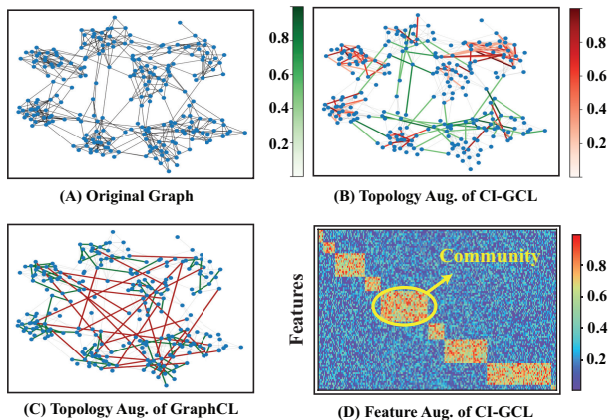 0.8
0.6
0.4
0.2
0.8
0.6
0.4
0.2
(A) Original Graph
(B) Topology Aug. of CI-GCL
Features
Community
0.8
0.6
0.4
0.2
(C) Topology Aug. of GraphCL
(D) Feature Aug. of CI-GCL